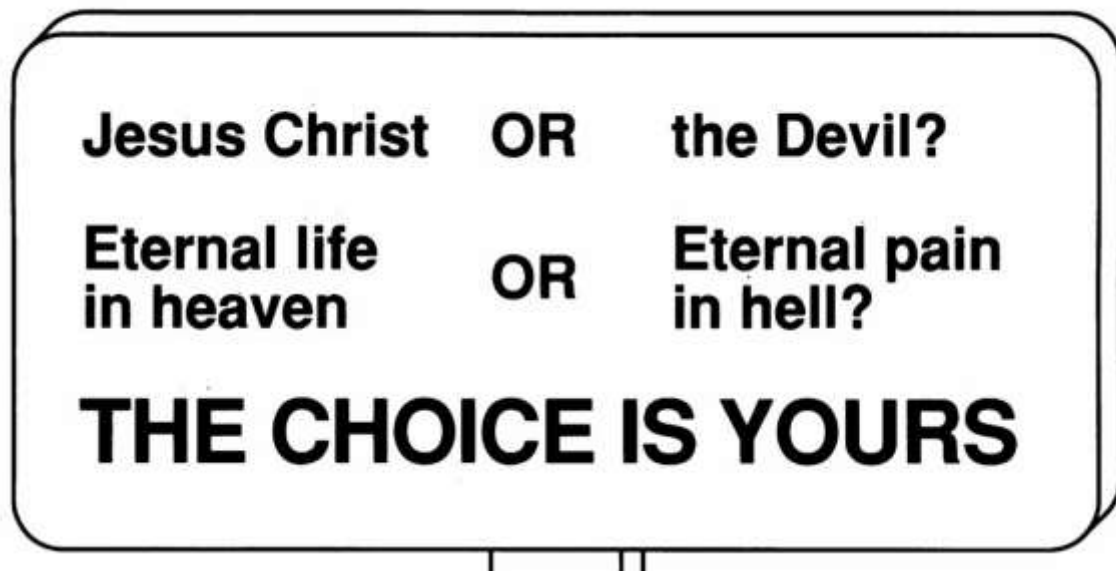 Jesus Christ OR the Devil?
Eternal life in heaven OR Eternal pain in hell?
THE CHOICE IS YOURS